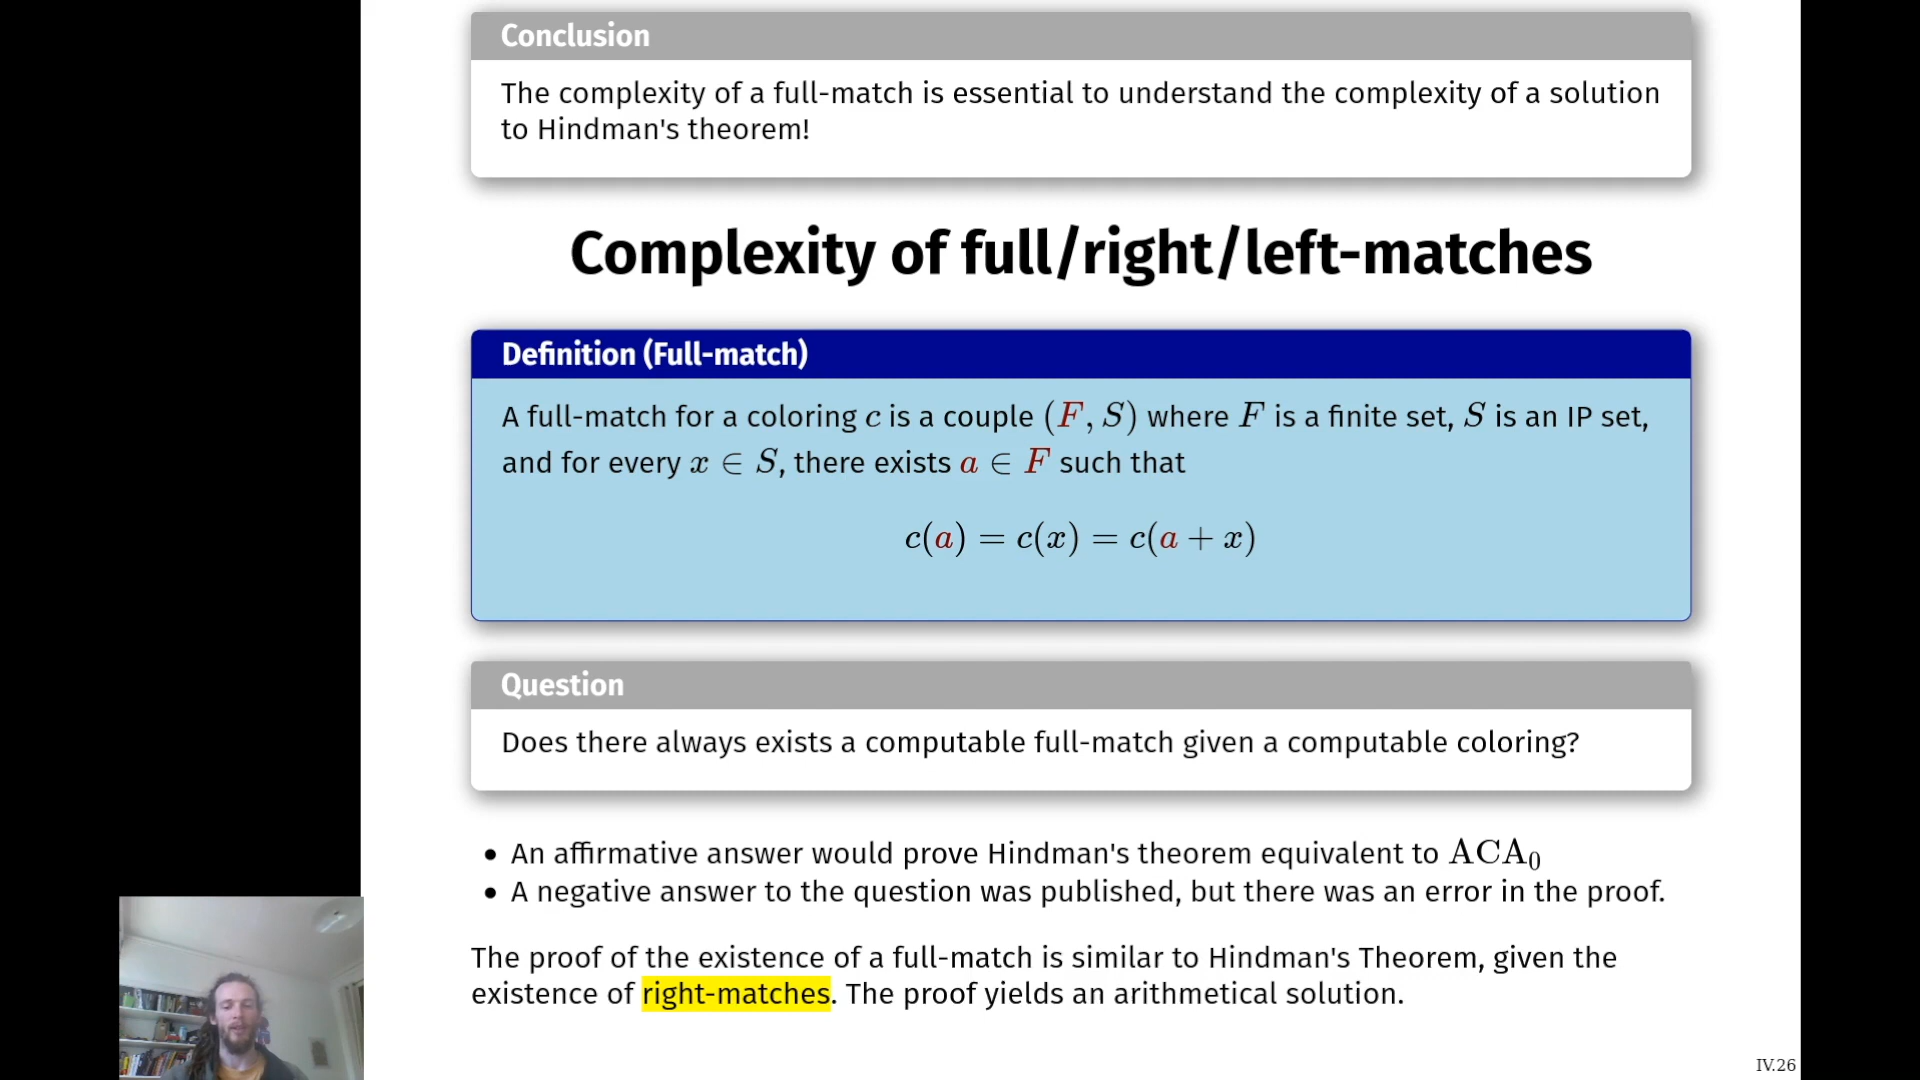 Conclusion
The complexity of a full-match is essential to understand the complexity of a solution
to Hindman's theorem!
Complexity of full/right/left-matches
Definition (Full-match)
A full-match for a coloring c is a couple (F, S) where F is a finite set, S is an IP set,
and for every x ∈ S, there exists a ∈ F such that
c(a) = c(x) = c(a + x)
Question
Does there always exists a computable full-match given a computable coloring?
• An affirmative answer would prove Hindman's theorem equivalent to ACA₀
• A negative answer to the question was published, but there was an error in the proof.
The proof of the existence of a full-match is similar to Hindman's Theorem, given the
existence of right-matches. The proof yields an arithmetical solution.
IV.26